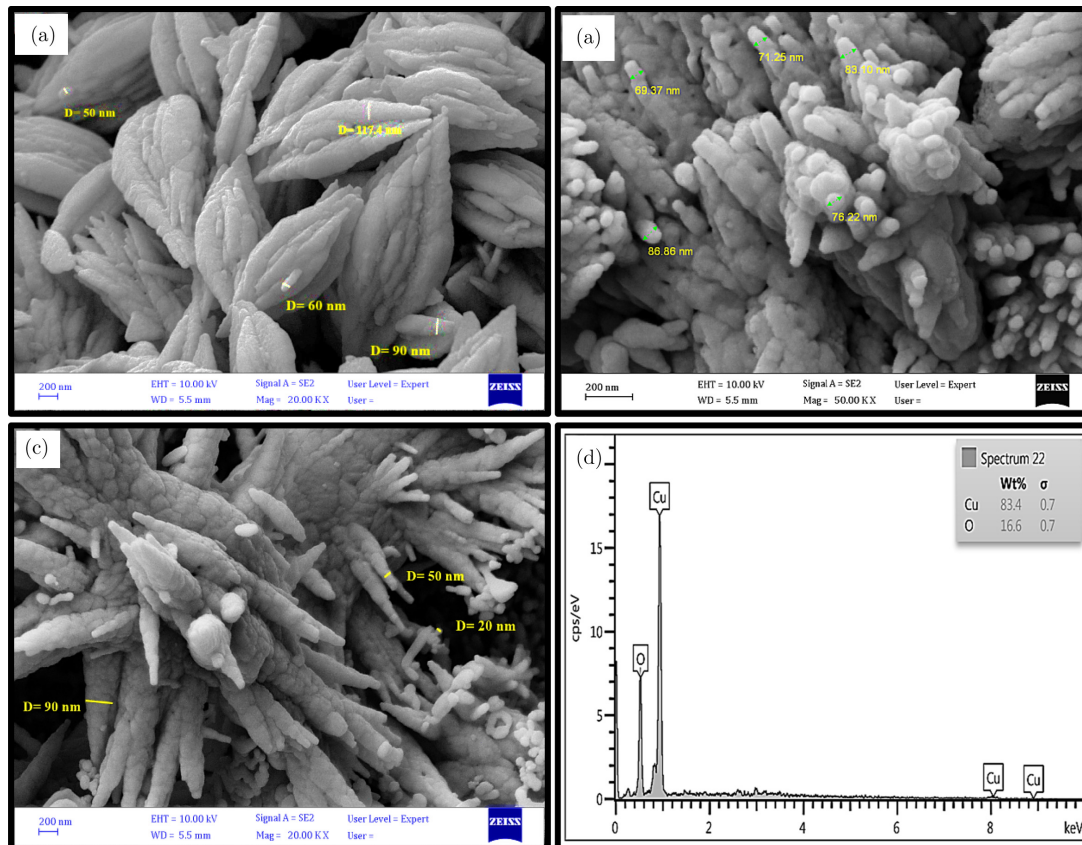 (a)
D= 50 nm
D= 117.4 nm
D= 60 nm
D= 90 nm
200 nm
EHT = 10.00 kV
Signal A = SE2
User Level = Expert
WD = 5.5 mm
Mag = 20.00 K X
User =
ZEISS
(a)
71.25 nm
83.10 nm
69.37 nm
76.22 nm
86.86 nm
200 nm
EHT = 10.00 kV
Signal A = SE2
User Level = Expert
WD = 5.5 mm
Mag = 50.00 K X
User =
ZEISS
(c)
D= 50 nm
D= 20 nm
D= 90 nm
200 nm
EHT = 10.00 kV
Signal A = SE2
User Level = Expert
WD = 5.5 mm
Mag = 20.00 K X
User =
ZEISS
(d)
Spectrum 22
Wt% σ
Cu 83.4 0.7
O 16.6 0.7
Cu
O
Cu
Cu
cps/eV
15
10
5
0
0 2 4 6 8 keV